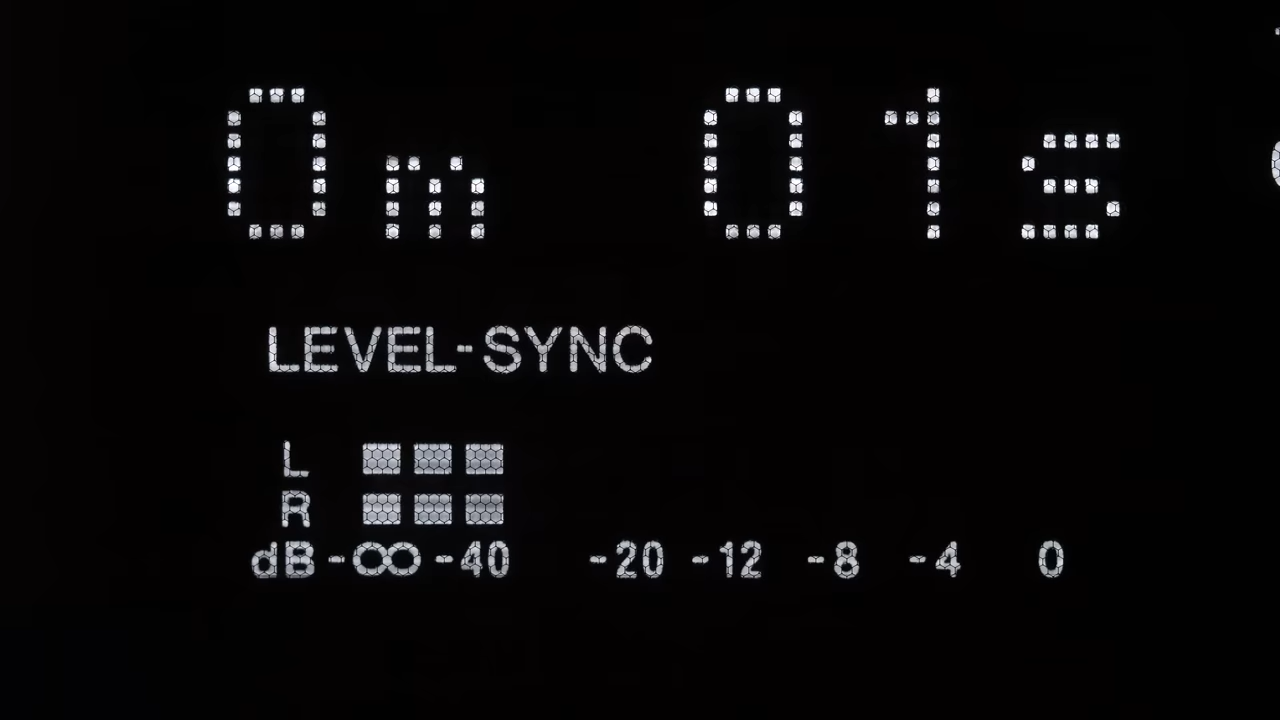 0m 01s
LEVEL-SYNC
L
R
dB -∞ -40 -20 -12 -8 -4 0